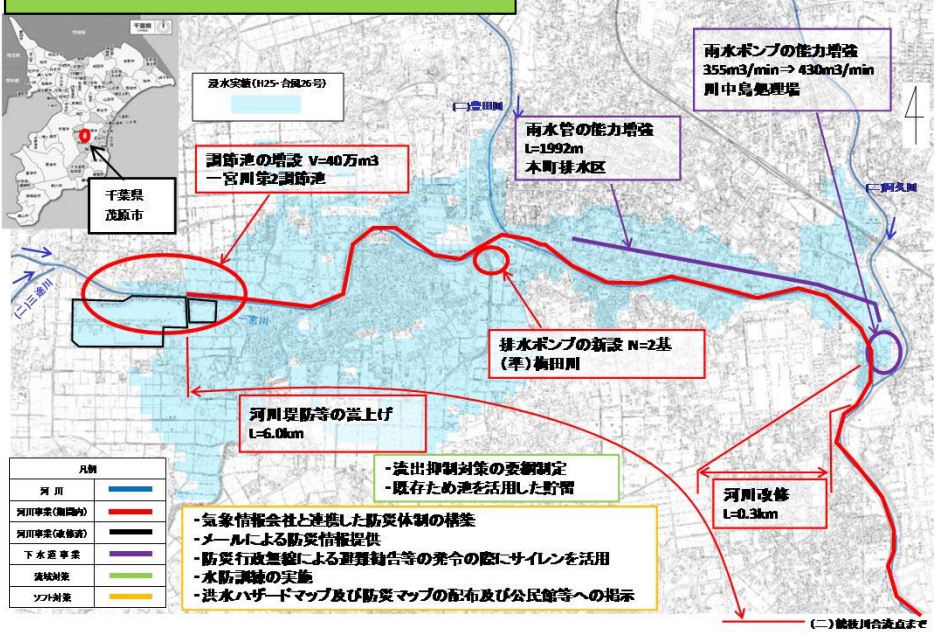 千葉県
浸水実績(H25・台風26号)
千葉県
茂原市
調節池の増設 V=40万m3
一宮川第2調節池
(二)豊田川
雨水管の能力増強
L=1992m
本町排水区
雨水ポンプの能力増強
355m3/min⇒ 430m3/min
川中島処理場
(二)阿久川
(二)三途川
一宮川
排水ポンプの新設 N=2基
(準)梅田川
河川堤防等の嵩上げ
L=6.0km
河川改修
L=0.3km
・流出抑制対策の要綱制定
・既存ため池を活用した貯留
・気象情報会社と連携した防災体制の構築
・メールによる防災情報提供
・防災行政無線による避難勧告等の発令の際にサイレンを活用
・水防訓練の実施
・洪水ハザードマップ及び防災マップの配布及び公民館等への掲示
凡例
河 川
河川事業(期間内)
河川事業(改修済)
下水道事業
流域対策
ソフト対策
(二)鶴枝川合流点まで